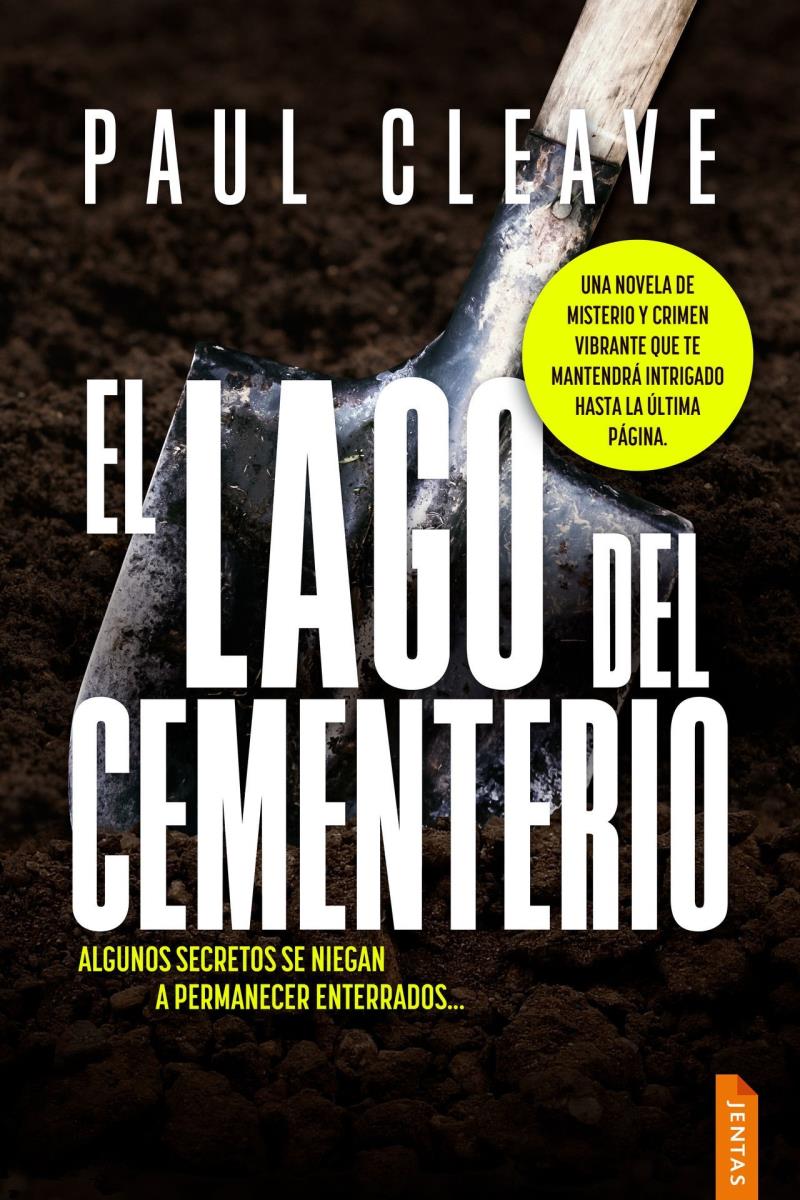 PAUL CLEAVE
UNA NOVELA DE
MISTERIO Y CRIMEN
VIBRANTE QUE TE
MANTENDRÁ INTRIGADO
HASTA LA ÚLTIMA
PÁGINA.
EL LAGO DEL
CEMENTERIO
ALGUNOS SECRETOS SE NIEGAN
A PERMANECER ENTERRADOS...
JENTAS